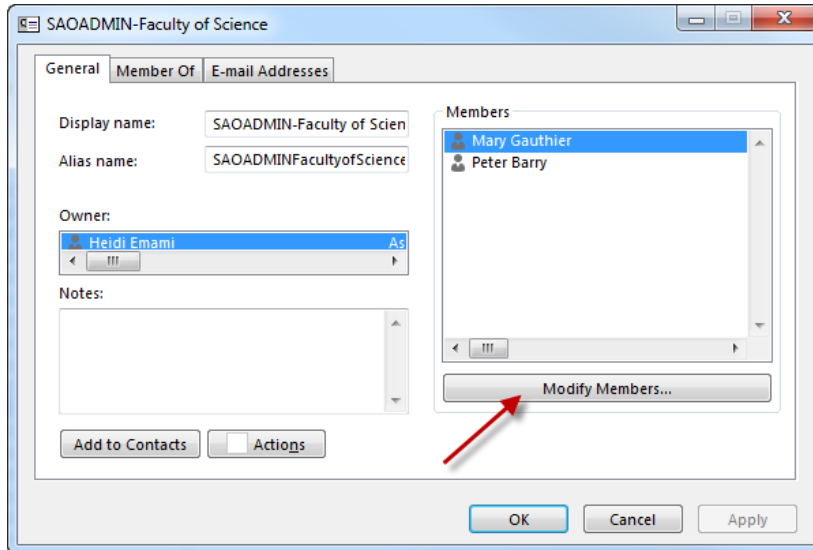 SAOADMIN-Faculty of Science
General Member Of E-mail Addresses
Display name: SAOADMIN-Faculty of Scien
Alias name: SAOADMINFacultyofScience
Owner:
Heidi Emami As
Notes:
Add to Contacts Actions
Members
Mary Gauthier
Peter Barry
Modify Members...
OK Cancel Apply